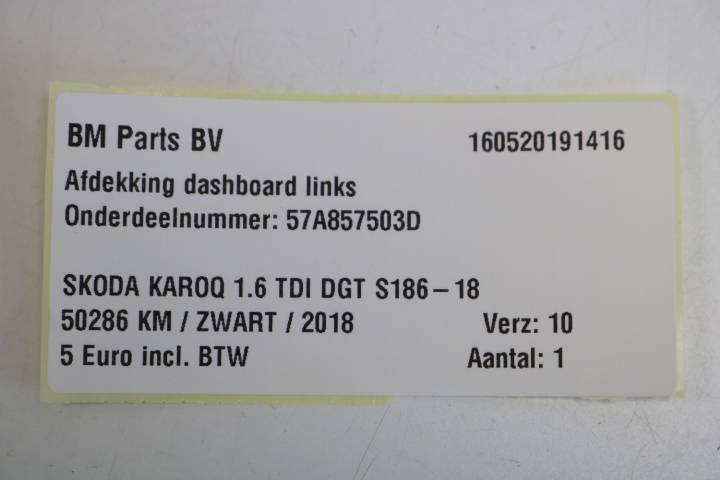 BM Parts BV 160520191416
Afdekking dashboard links
Onderdeelnummer: 57A857503D
SKODA KAROQ 1.6 TDI DGT S186-18
50286 KM / ZWART / 2018 Verz: 10
5 Euro incl. BTW Aantal: 1